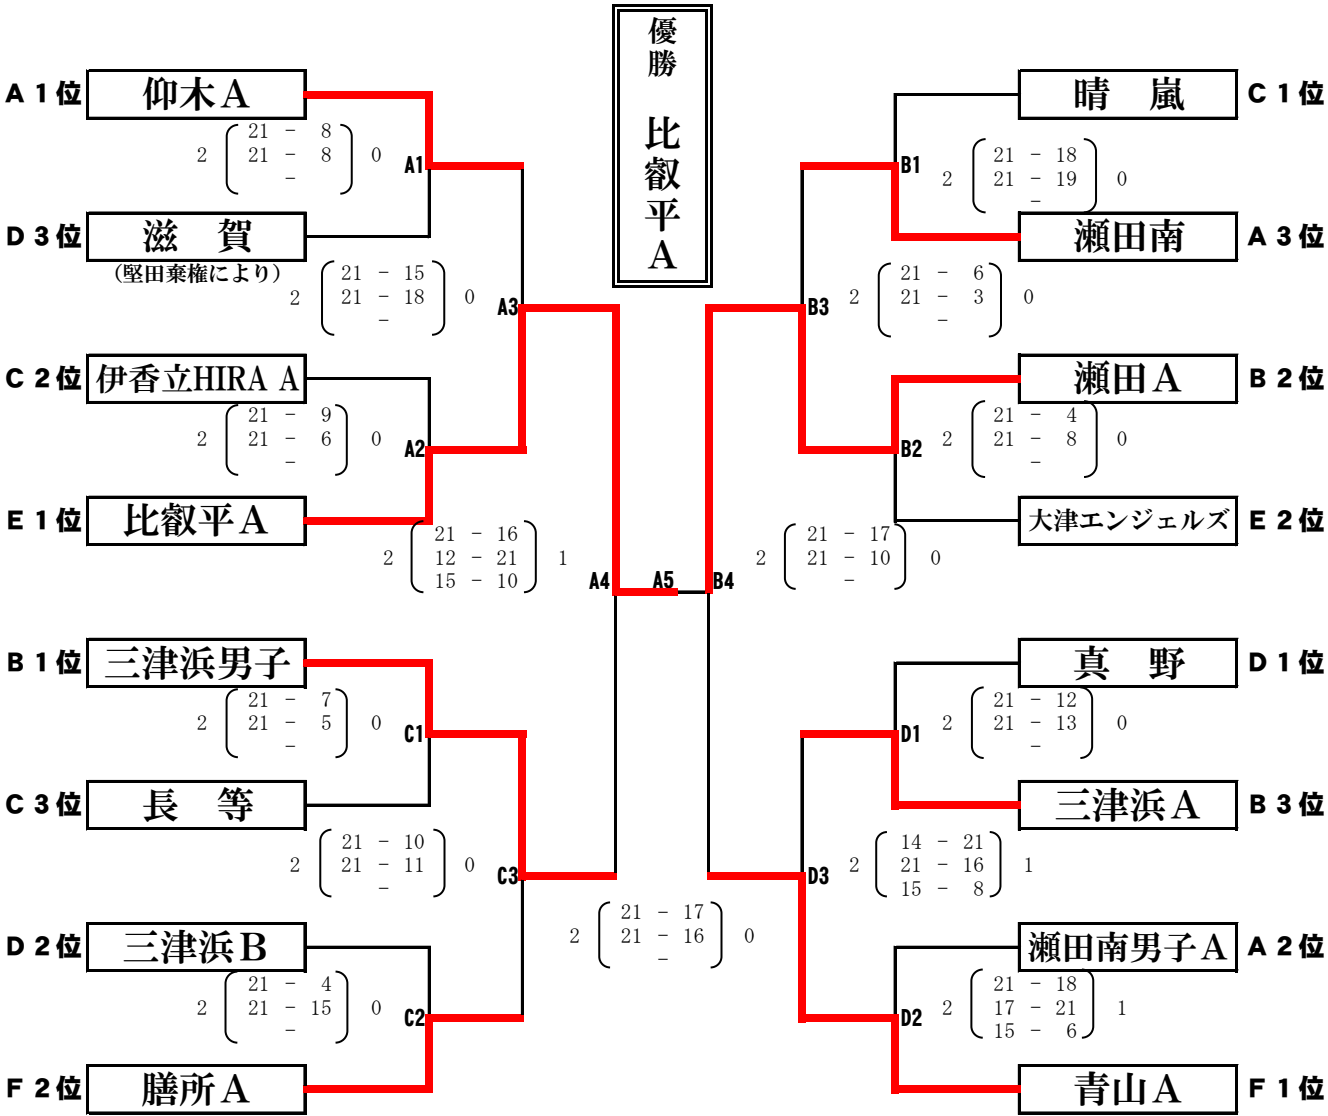 優勝 比叡平A
A1位 仰木A
21 - 8
2 21 - 8 0
-
A1
D3位 滋 賀
(堅田棄権により)
21 - 15
2 21 - 18 0
-
A3
C2位 伊香立HIRA A
21 - 9
2 21 - 6 0
-
A2
E1位 比叡平A
21 - 16
2 12 - 21 1
15 - 10
A4
A5
B1位 三津浜男子
21 - 7
2 21 - 5 0
-
C1
C3位 長 等
21 - 10
2 21 - 11 0
-
C3
D2位 三津浜B
21 - 4
2 21 - 15 0
-
C2
F2位 膳所A
21 - 17
2 21 - 16 0
-
晴 嵐 C1位
B1
21 - 18
2 21 - 19 0
-
瀬田南 A3位
B3
21 - 6
2 21 - 3 0
-
瀬田A B2位
21 - 4
B2 2 21 - 8 0
-
大津エンジェルズ E2位
21 - 17
2 21 - 10 0
-
B4
真 野 D1位
21 - 12
2 21 - 13 0
-
D1
三津浜A B3位
14 - 21
2 21 - 16 1
15 - 8
D3
瀬田南男子A A2位
21 - 18
2 17 - 21 1
15 - 6
D2
青山A F1位